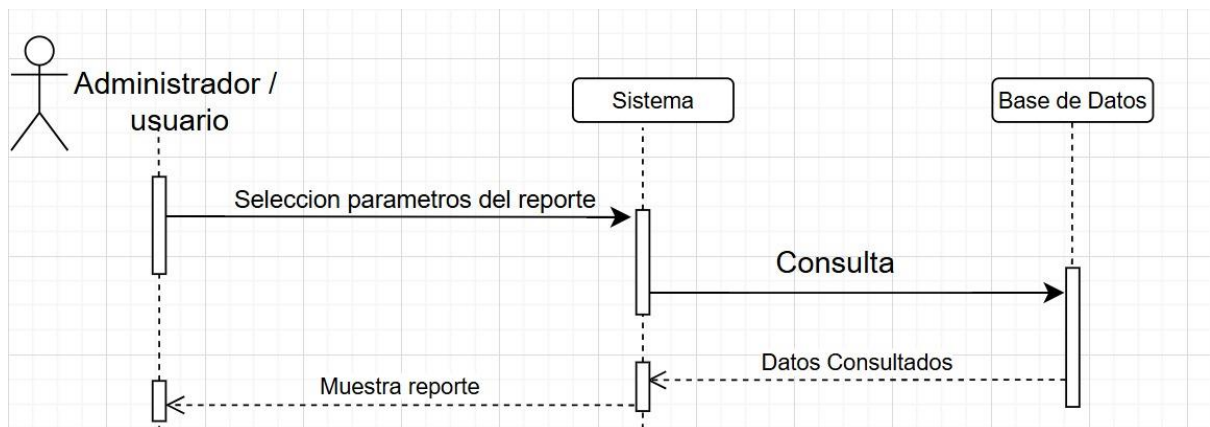 Administrador /
usuario
Sistema
Base de Datos
Seleccion parametros del reporte
Consulta
Datos Consultados
Muestra reporte